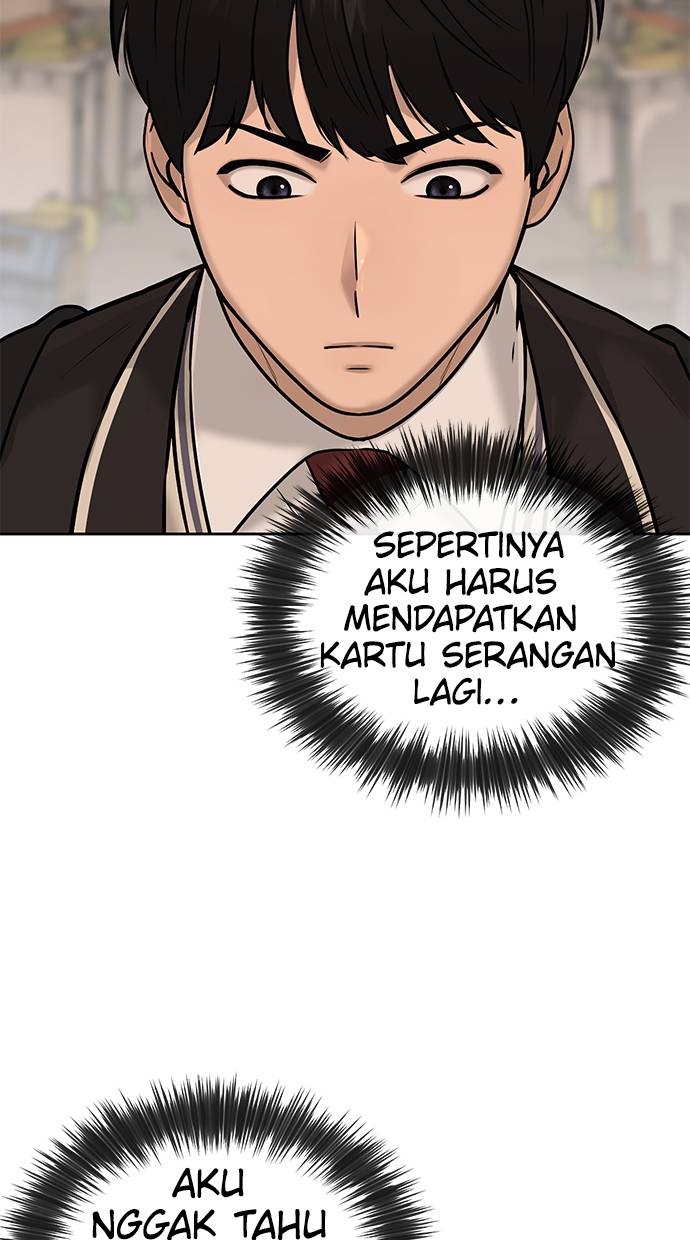 SEPERTINYA
AKU HARUS
MENDAPATKAN
KARTU SERANGAN
LAGI...
AKU
NGGAK TAHU